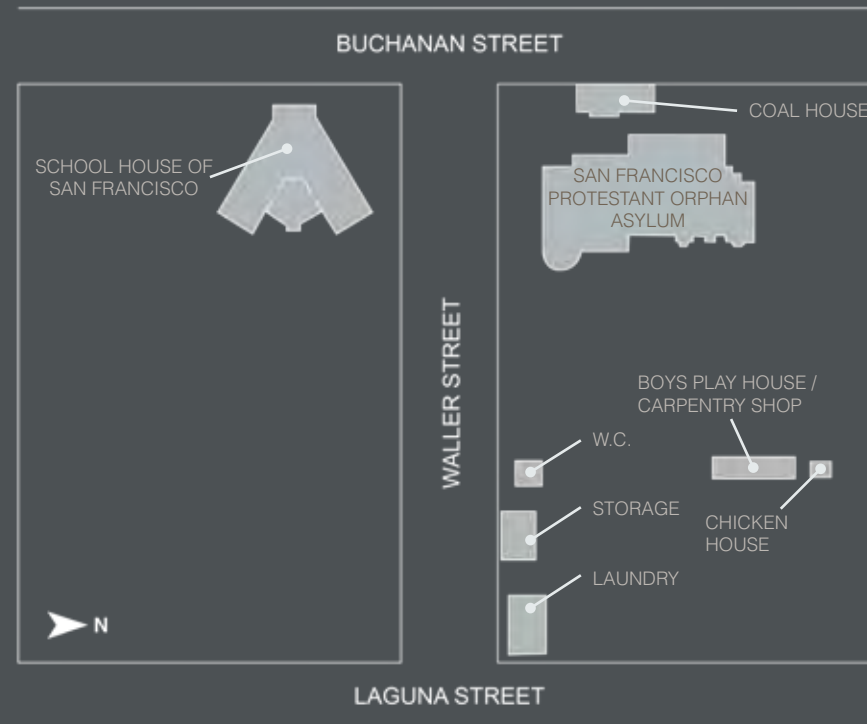 BUCHANAN STREET
COAL HOUSE
SCHOOL HOUSE OF
SAN FRANCISCO
SAN FRANCISCO
PROTESTANT ORPHAN
ASYLUM
WALLER STREET
BOYS PLAY HOUSE /
CARPENTRY SHOP
W.C.
STORAGE
CHICKEN
HOUSE
LAUNDRY
N
LAGUNA STREET